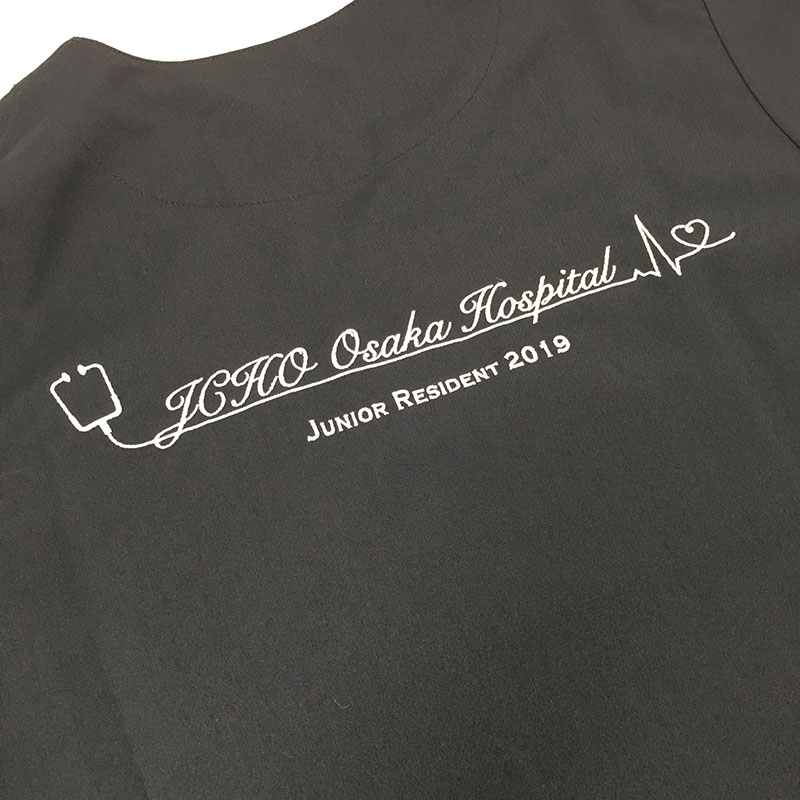 JCHO Osaka Hospital
JUNIOR RESIDENT 2019